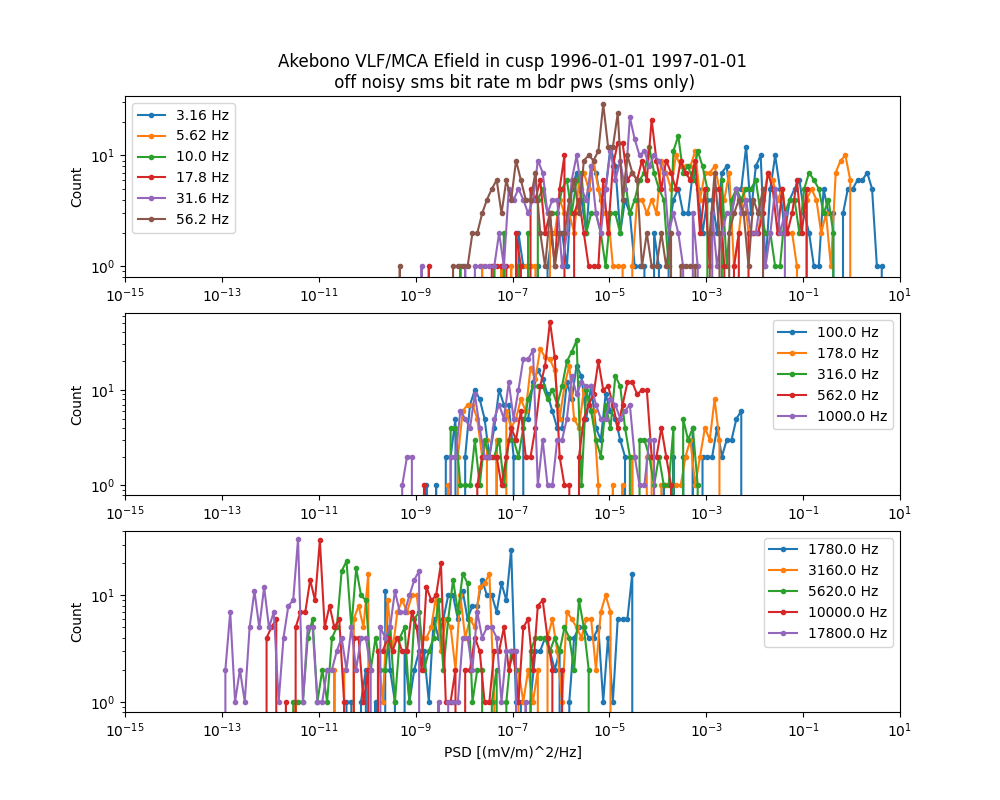 Akebono VLF/MCA Efield in cusp 1996-01-01 1997-01-01
off noisy sms bit rate m bdr pws (sms only)
Count
10^1
10^0
3.16 Hz
5.62 Hz
10.0 Hz
17.8 Hz
31.6 Hz
56.2 Hz
10^−15 10^−13 10^−11 10^−9 10^−7 10^−5 10^−3 10^−1 10^1
Count
10^1
10^0
100.0 Hz
178.0 Hz
316.0 Hz
562.0 Hz
1000.0 Hz
10^−15 10^−13 10^−11 10^−9 10^−7 10^−5 10^−3 10^−1 10^1
Count
10^1
10^0
1780.0 Hz
3160.0 Hz
5620.0 Hz
10000.0 Hz
17800.0 Hz
10^−15 10^−13 10^−11 10^−9 10^−7 10^−5 10^−3 10^−1 10^1
PSD [(mV/m)^2/Hz]